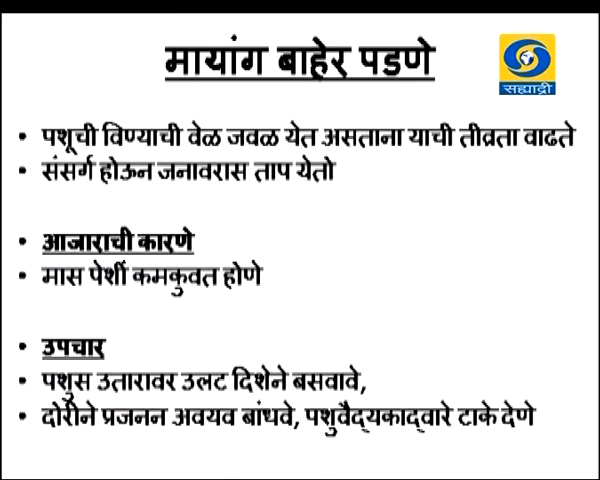 मायांग बाहेर पडणे
सह्याद्री
• पशूची विण्याची वेळ जवळ येत असताना याची तीव्रता वाढते
• संसर्ग होऊन जनावरास ताप येतो
• आजाराची कारणे
• मास पेशीं कमकुवत होणे
• उपचार
• पशुस उतारावर उलट दिशेने बसवावे,
• दोरीने प्रजनन अवयव बांधवे, पशुवैद्यकाद्वारे टाके देणे